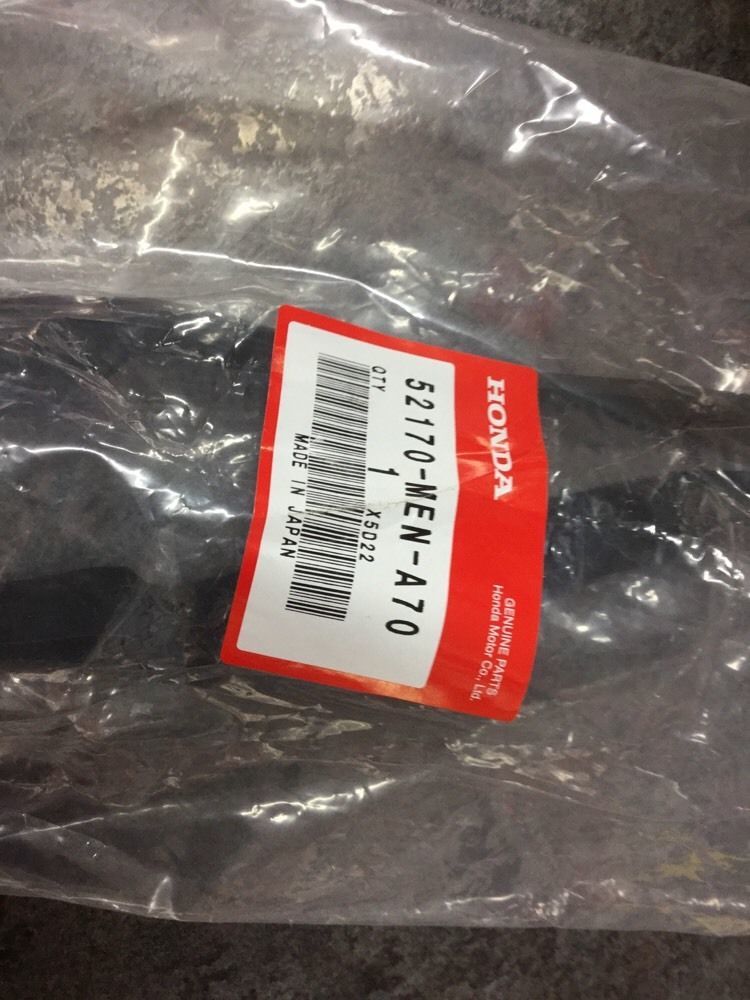 HONDA
GENUINE PARTS
Honda Motor Co., Ltd.
52170-MEN-A70
QTY 1 X5D22
MADE IN JAPAN